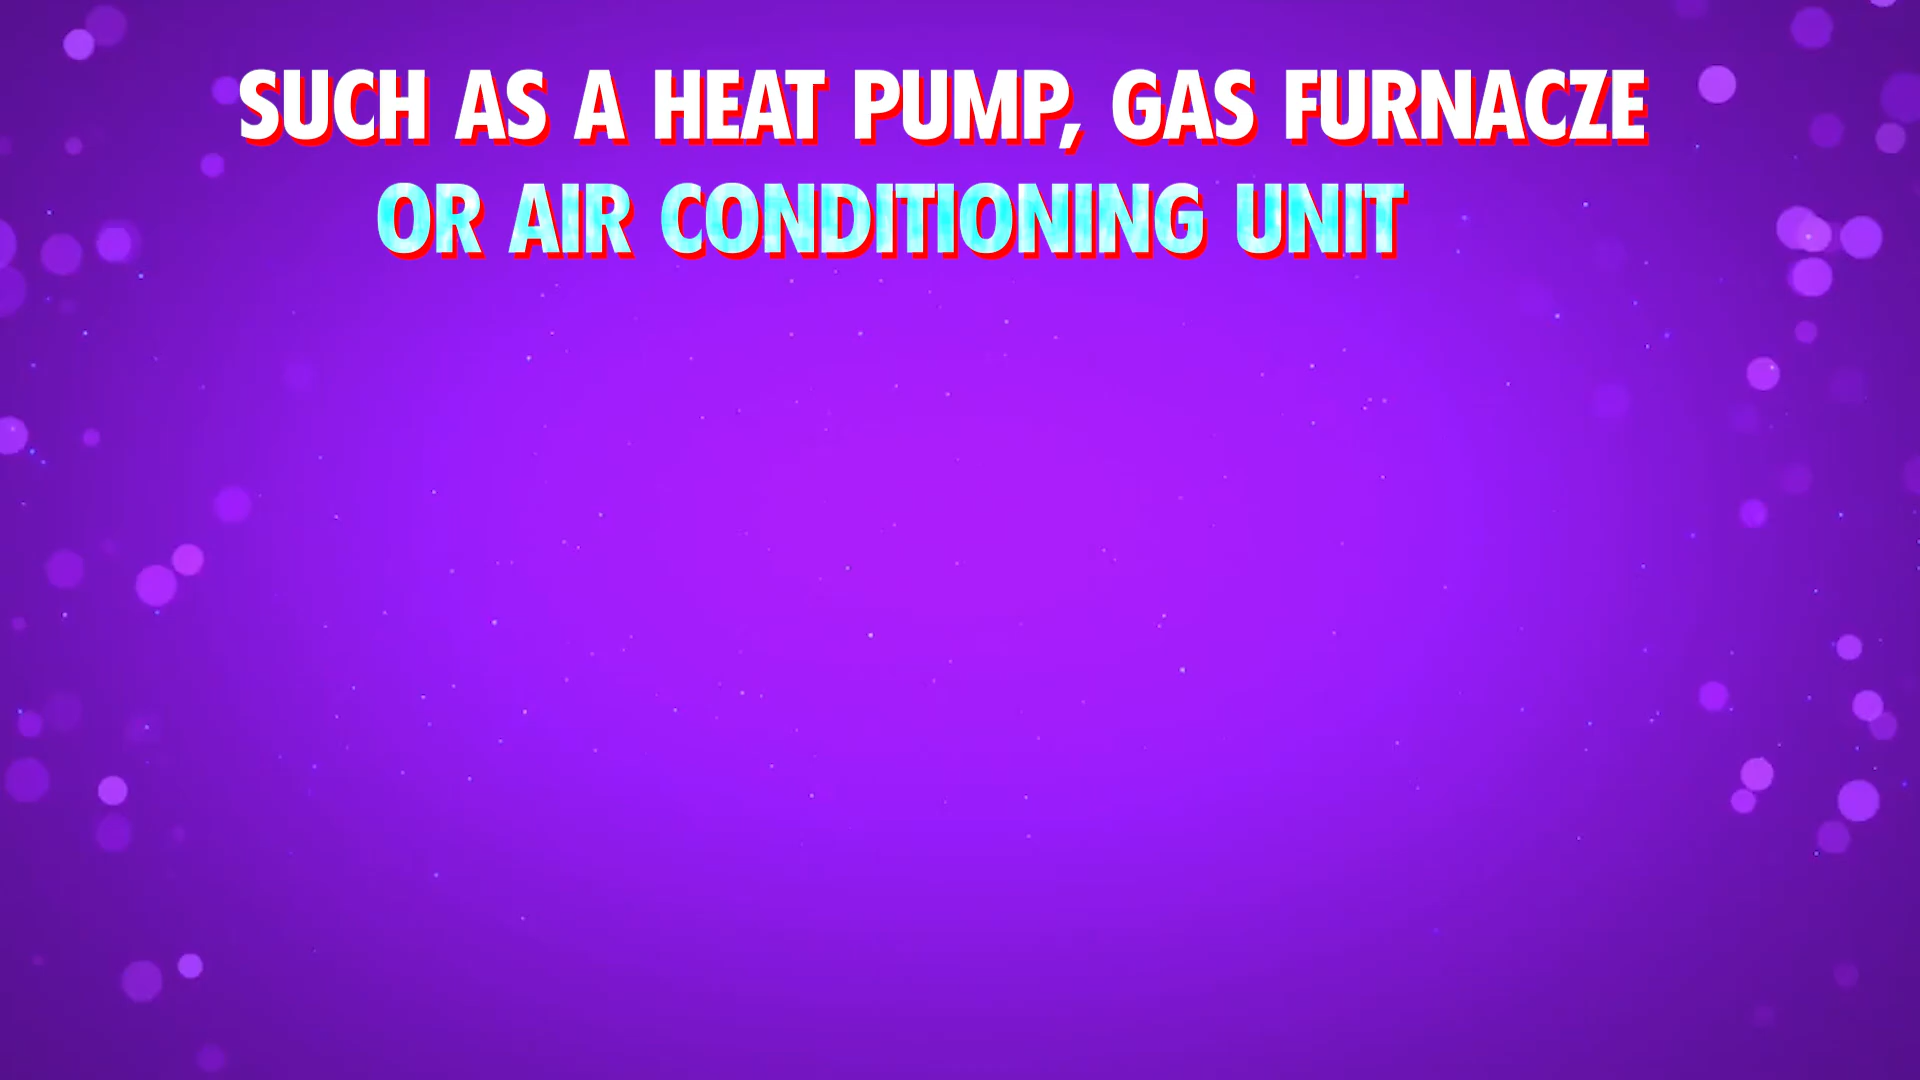 SUCH AS A HEAT PUMP, GAS FURNACZE
OR AIR CONDITIONING UNIT